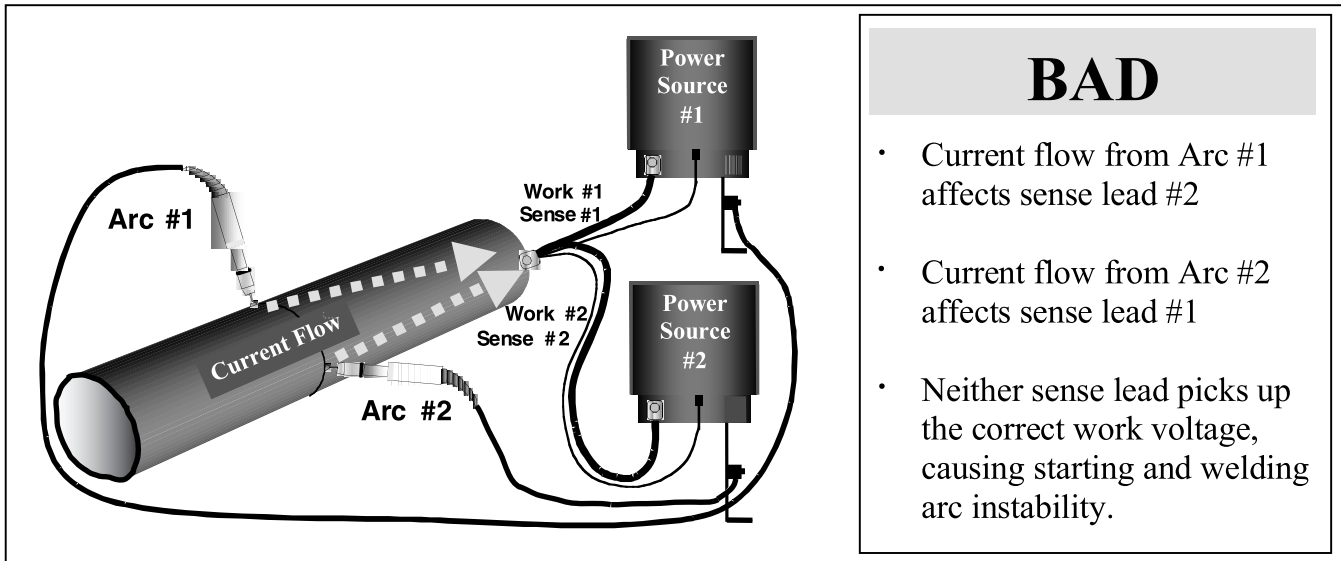 Power
Source
#1
Arc #1
Work #1
Sense #1
Current Flow
Work #2
Sense #2
Power
Source
#2
Arc #2
BAD
· Current flow from Arc #1
affects sense lead #2
· Current flow from Arc #2
affects sense lead #1
· Neither sense lead picks up
the correct work voltage,
causing starting and welding
arc instability.